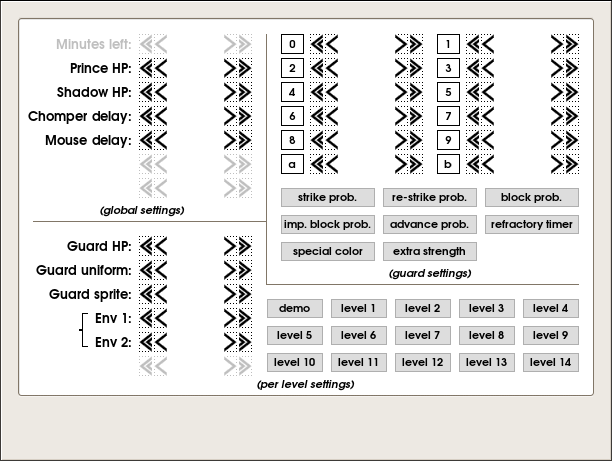 Minutes left:
Prince HP:
Shadow HP:
Chomper delay:
Mouse delay:
(global settings)
0 1
2 3
4 5
6 7
8 9
a b
strike prob. re-strike prob. block prob.
imp. block prob. advance prob. refractory timer
special color extra strength
(guard settings)
Guard HP:
Guard uniform:
Guard sprite:
Env 1:
Env 2:
demo level 1 level 2 level 3 level 4
level 5 level 6 level 7 level 8 level 9
level 10 level 11 level 12 level 13 level 14
(per level settings)